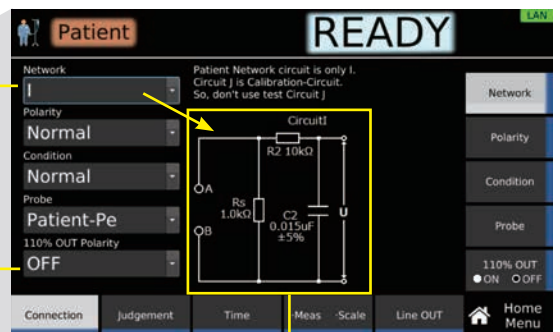 LAN
Patient
READY
Network
I
Polarity
Normal
Condition
Normal
Probe
Patient-Pe
110% OUT Polarity
OFF
Patient Network circuit is only I.
Circuit J is Calibration-Circuit.
So, don't use test Circuit J
CircuitI
R2 10kΩ
A
Rs
1.0kΩ
C2
0.015uF
±5%
U
B
Network
Polarity
Condition
Probe
110% OUT
ON OFF
Connection
Judgement
Time
·Meas ·Scale
Line OUT
Home
Menu